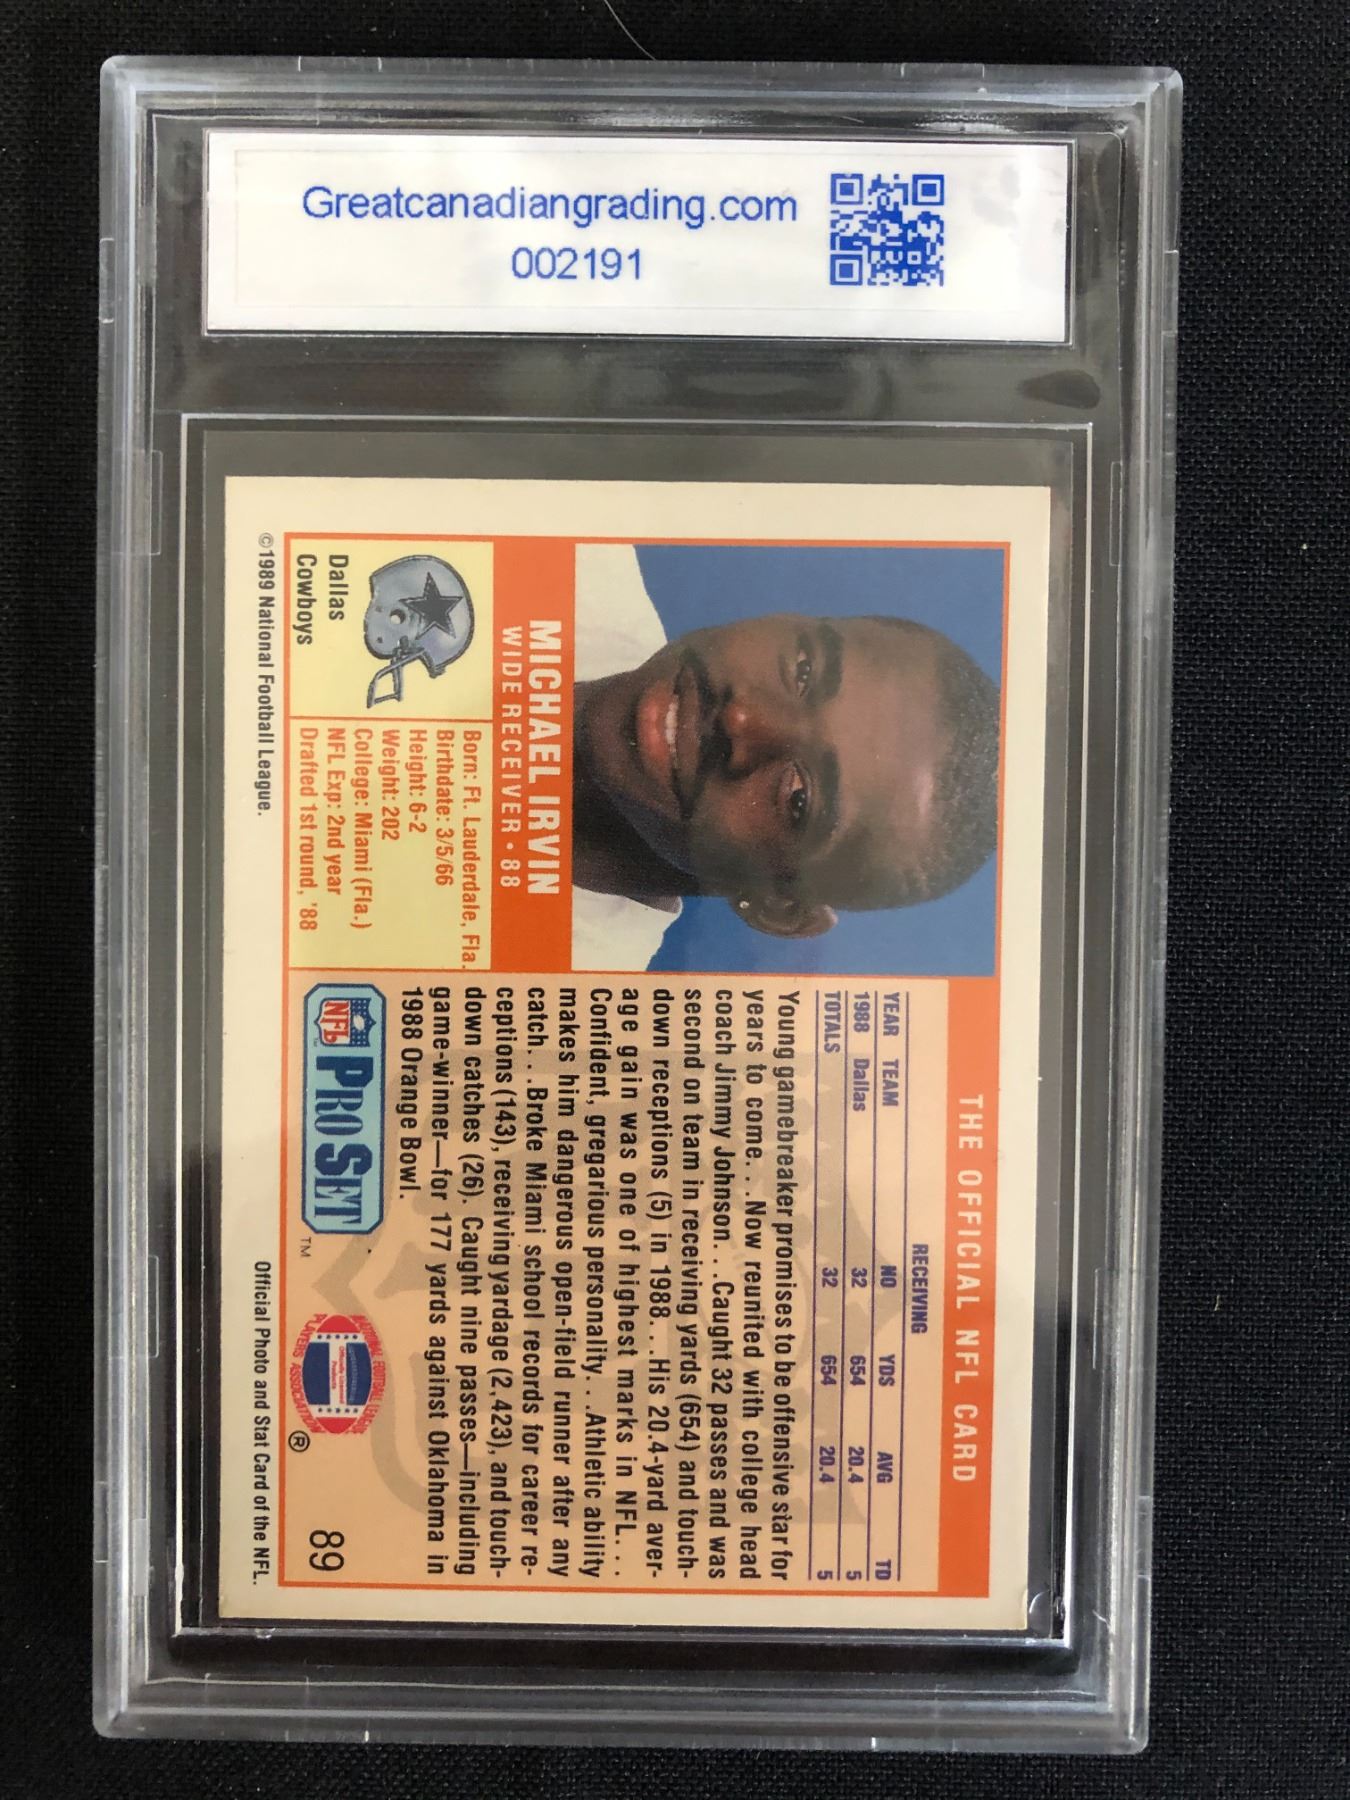 Greatcanadiangrading.com
002191
THE OFFICIAL NFL CARD
MICHAEL IRVIN
WIDE RECEIVER • 88
Dallas
Cowboys
Born: Ft. Lauderdale, Fla.
Birthdate: 3/5/66
Height: 6-2
Weight: 202
College: Miami (Fla.)
NFL Exp: 2nd year
Drafted 1st round, '88
RECEIVING
YEAR TEAM NO YDS AVG TD
1988 Dallas 32 654 20.4 5
TOTALS 32 654 20.4 5
Young gamebreaker promises to be offensive star for
years to come. . .Now reunited with college head
coach Jimmy Johnson. . .Caught 32 passes and was
second on team in receiving yards (654) and touch-
down receptions (5) in 1988. . .His 20.4-yard aver-
age gain was one of highest marks in NFL. . .
Confident, gregarious personality. . .Athletic ability
makes him dangerous open-field runner after any
catch. . .Broke Miami school records for career re-
ceptions (143), receiving yardage (2,423), and touch-
down catches (26). Caught nine passes—including
game-winner—for 177 yards against Oklahoma in
1988 Orange Bowl.
NFL PRO SET ™
NATIONAL FOOTBALL LEAGUE
PLAYERS ASSOCIATION
Officially Licensed
Product
®
89
©1989 National Football League.
Official Photo and Stat Card of the NFL.